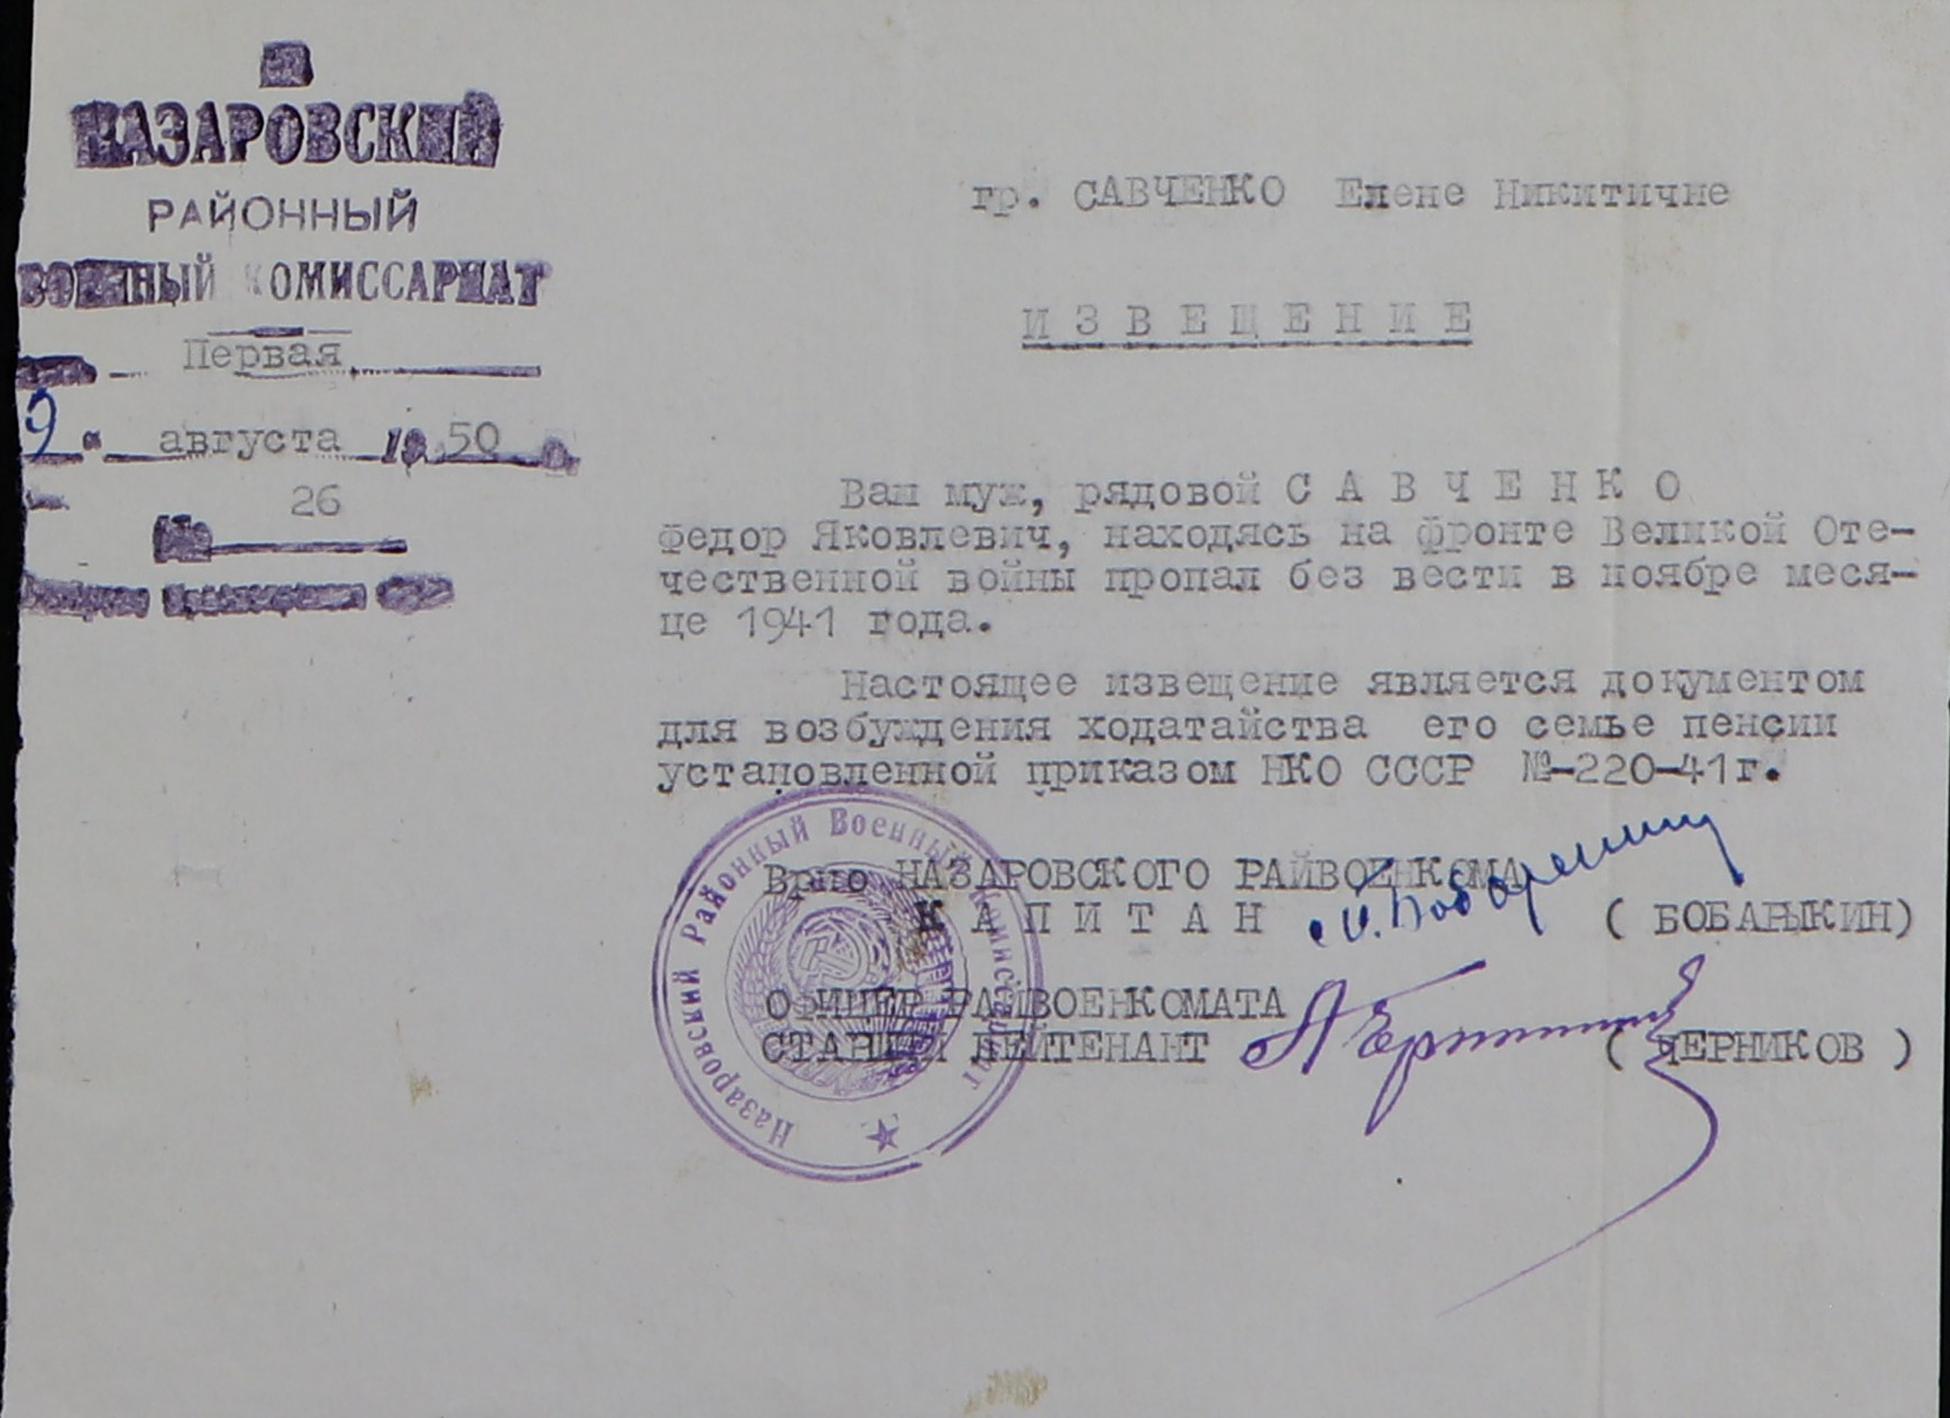 НАЗАРОВСКИЙ
РАЙОННЫЙ
ВОЕННЫЙ КОМИССАРИАТ
Первая
9 " августа 1950 г.
26
гр. САВЧЕНКО Елене Никитичне
ИЗВЕЩЕНИЕ
Ваш муж, рядовой САВЧЕНКО
Федор Яковлевич, находясь на фронте Великой Оте-
чественной войны пропал без вести в ноябре меся-
це 1941 года.
Настоящее извещение является документом
для возбуждения ходатайства его семье пенсии
установленной приказом НКО СССР №-220-41г.
Врио НАЗАРОВСКОГО РАЙВОЕНКОМА
КАПИТАН ( БОБАНЫКИН)
ОФИЦЕР РАЙВОЕНКОМАТА
СТАРШИЙ ЛЕЙТЕНАНТ ( ЧЕРНИКОВ )
Назаровский Районный Военный Комиссариат